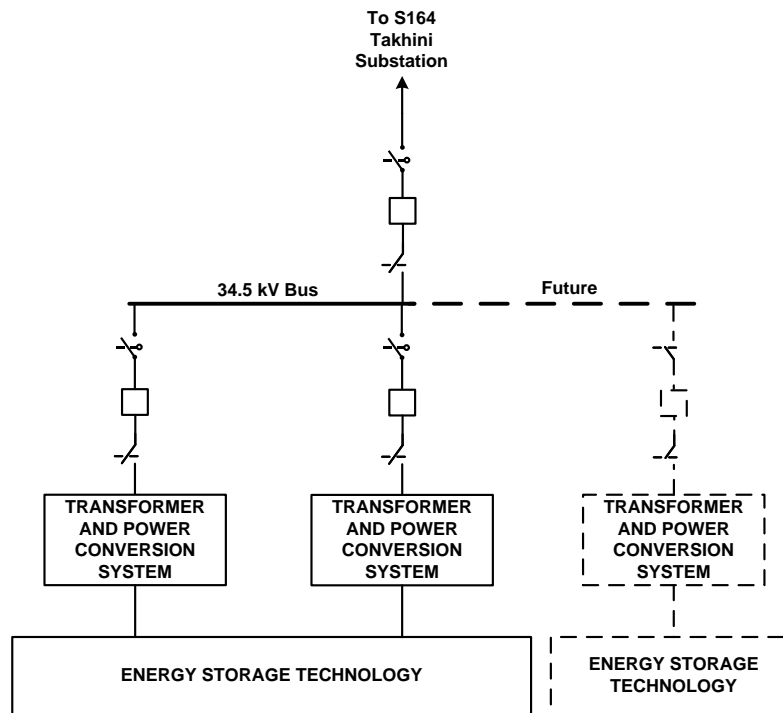 To S164
Takhini
Substation
34.5 kV Bus
Future
TRANSFORMER
AND POWER
CONVERSION
SYSTEM
TRANSFORMER
AND POWER
CONVERSION
SYSTEM
TRANSFORMER
AND POWER
CONVERSION
SYSTEM
ENERGY STORAGE TECHNOLOGY
ENERGY STORAGE
TECHNOLOGY